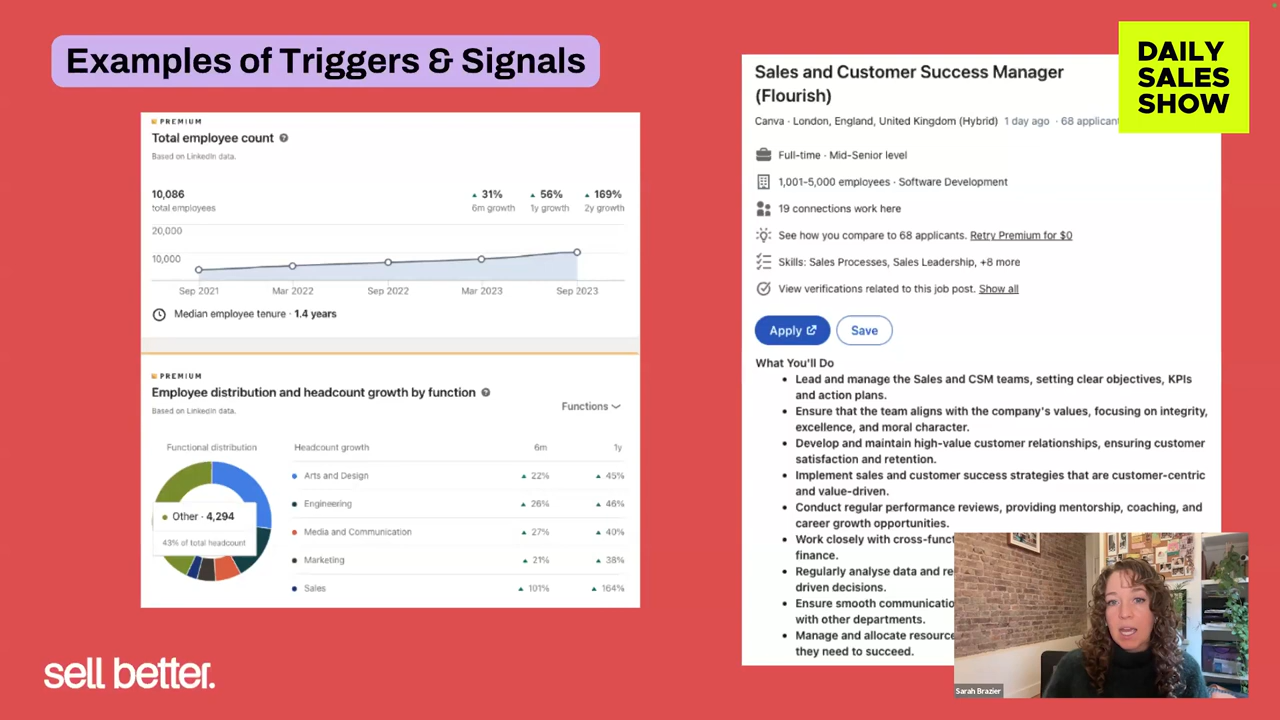 Examples of Triggers & Signals
PREMIUM
Total employee count
Based on LinkedIn data.
10,086
total employees
31%
6m growth
56%
1y growth
169%
2y growth
20,000
10,000
Sep 2021
Mar 2022
Sep 2022
Mar 2023
Sep 2023
Median employee tenure · 1.4 years
PREMIUM
Employee distribution and headcount growth by function
Based on LinkedIn data.
Functions
Functional distribution
Other · 4,294
43% of total headcount
Headcount growth 6m 1y
Arts and Design 22% 45%
Engineering 26% 46%
Media and Communication 27% 40%
Marketing 21% 38%
Sales 101% 164%
sell better.
Sales and Customer Success Manager
(Flourish)
Canva · London, England, United Kingdom (Hybrid) 1 day ago · 68 applicant
Full-time · Mid-Senior level
1,001-5,000 employees · Software Development
19 connections work here
See how you compare to 68 applicants. Retry Premium for $0
Skills: Sales Processes, Sales Leadership, +8 more
View verifications related to this job post. Show all
Apply
Save
What You'll Do
• Lead and manage the Sales and CSM teams, setting clear objectives, KPIs
and action plans.
• Ensure that the team aligns with the company's values, focusing on integrity,
excellence, and moral character.
• Develop and maintain high-value customer relationships, ensuring customer
satisfaction and retention.
• Implement sales and customer success strategies that are customer-centric
and value-driven.
• Conduct regular performance reviews, providing mentorship, coaching, and
career growth opportunities.
• Work closely with cross-funct
finance.
• Regularly analyse data and re
driven decisions.
• Ensure smooth communicatio
with other departments.
• Manage and allocate resource
they need to succeed.
DAILY
SALES
SHOW
Sarah Brazier